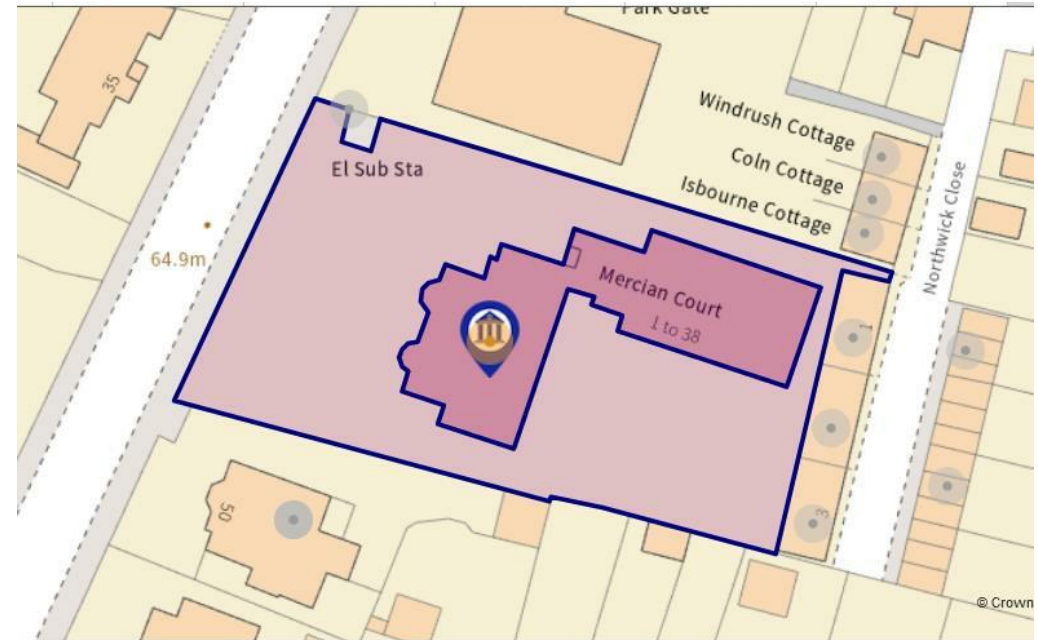 Park Gate
35
Windrush Cottage
Coln Cottage
Isbourne Cottage
El Sub Sta
Northwick Close
64.9m
Mercian Court
1 to 38
1
50
3
© Crown